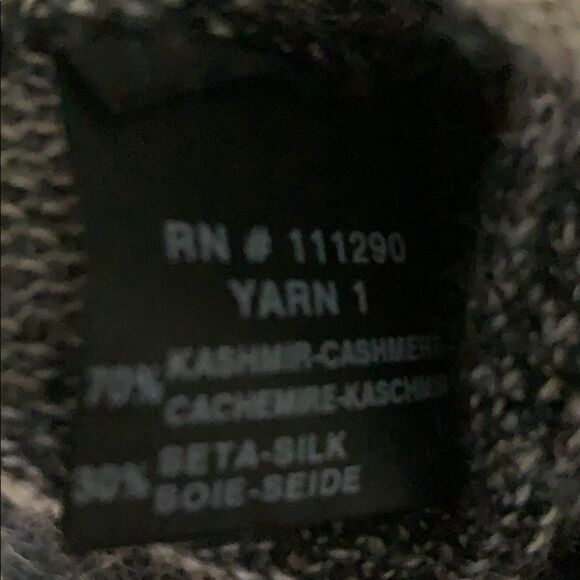 RN # 111290
YARN 1
70% KASHMIR-CASHMERE
CACHEMIRE-KASCHMIR
30% SETA-SILK
SOIE-SEIDE